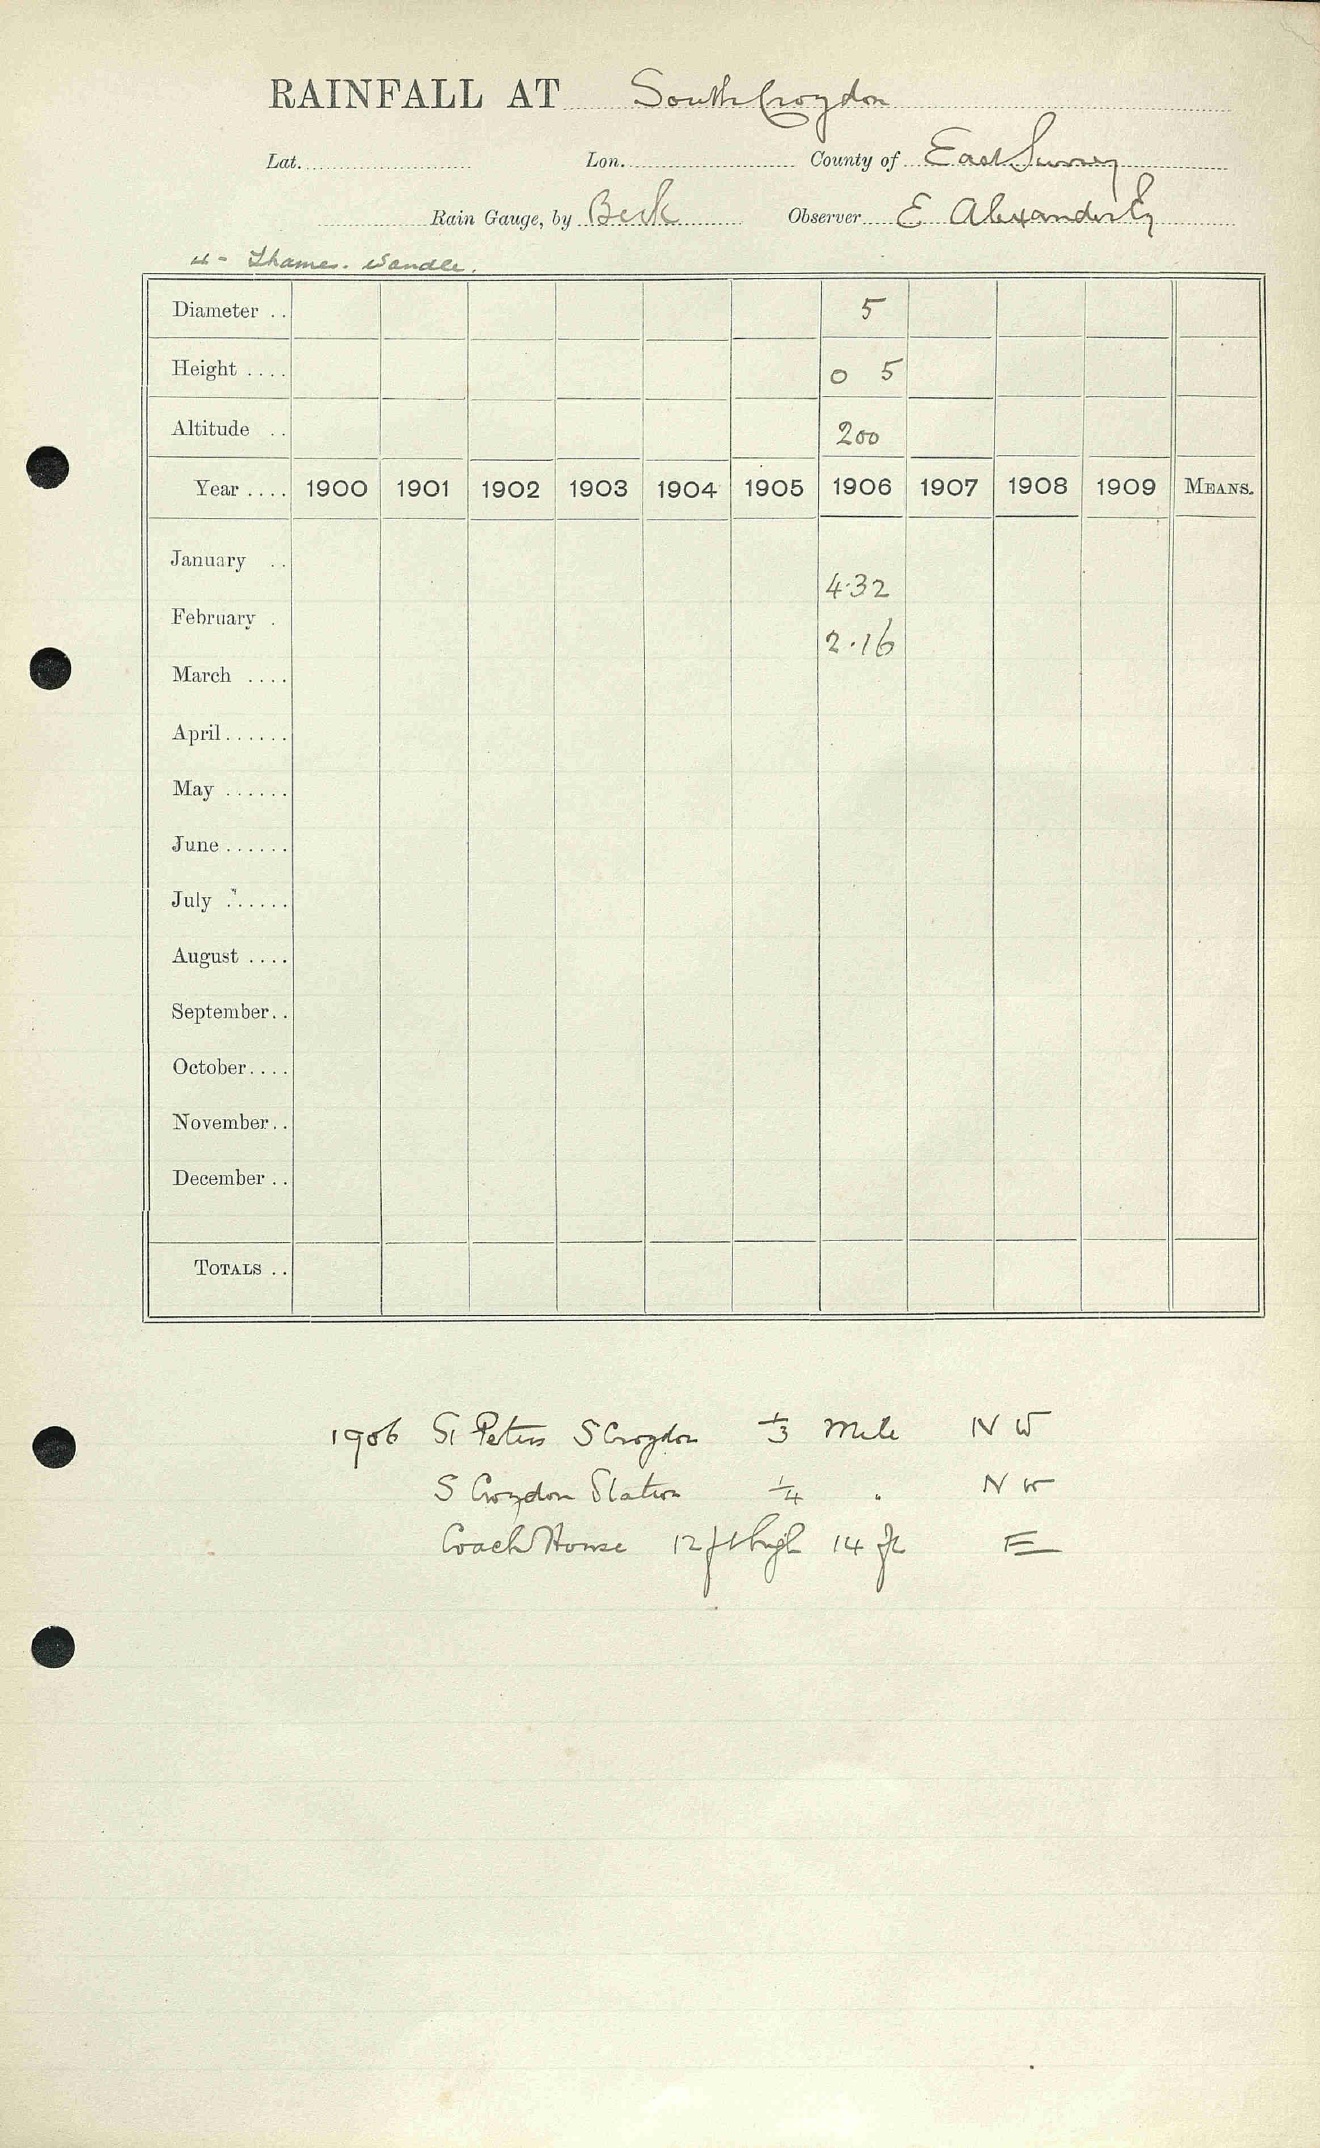 RAINFALL AT South Croydon
Lat. Lon. County of East Surrey
Rain Gauge, by Beck Observer E Alexander Esq
Thames. Wandle.
Diameter .. 5
Height .... 0 5
Altitude .. 200
Year .... 1900 1901 1902 1903 1904 1905 1906 1907 1908 1909 MEANS.
January ..
4.32
February .
2.16
March ....
April ......
May ......
June ......
July ......
August ....
September..
October....
November..
December ..
TOTALS ..
1906 St Peters S Croydon 1/3 Mile N W
S Croydon Station 1/4 " N W
Coach House 12 ft high 14 ft E